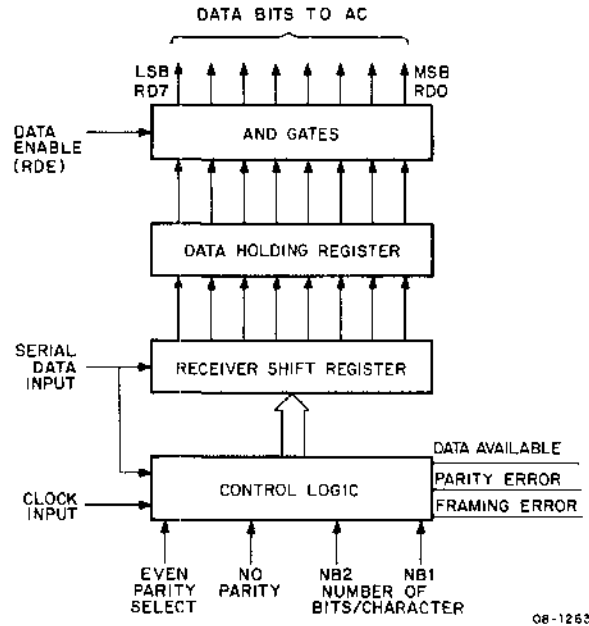 DATA BITS TO AC
LSB
RD7
MSB
RD0
DATA
ENABLE
(RDE)
AND GATES
DATA HOLDING REGISTER
SERIAL
DATA
INPUT
RECEIVER SHIFT REGISTER
CLOCK
INPUT
CONTROL LOGIC
DATA AVAILABLE
PARITY ERROR
FRAMING ERROR
EVEN
PARITY
SELECT
NO
PARITY
NB2 NB1
NUMBER OF
BITS/CHARACTER
08-1263